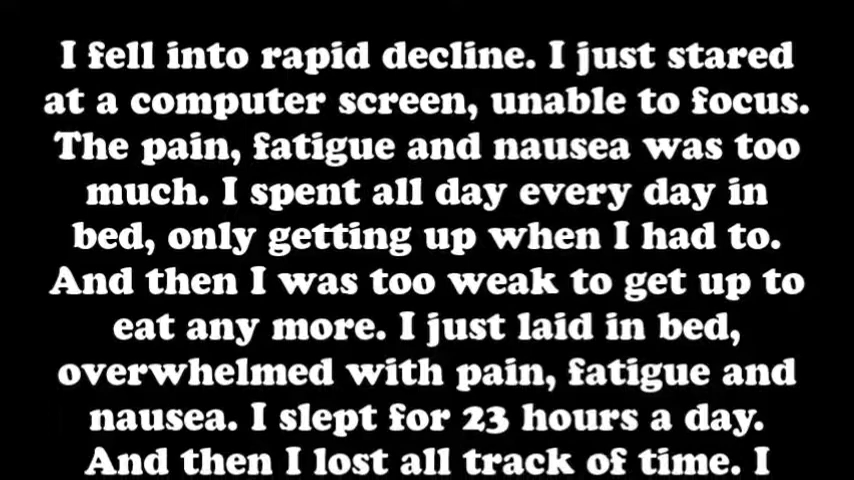 I fell into rapid decline. I just stared
at a computer screen, unable to focus.
The pain, fatigue and nausea was too
much. I spent all day every day in
bed, only getting up when I had to.
And then I was too weak to get up to
eat any more. I just laid in bed,
overwhelmed with pain, fatigue and
nausea. I slept for 23 hours a day.
And then I lost all track of time. I